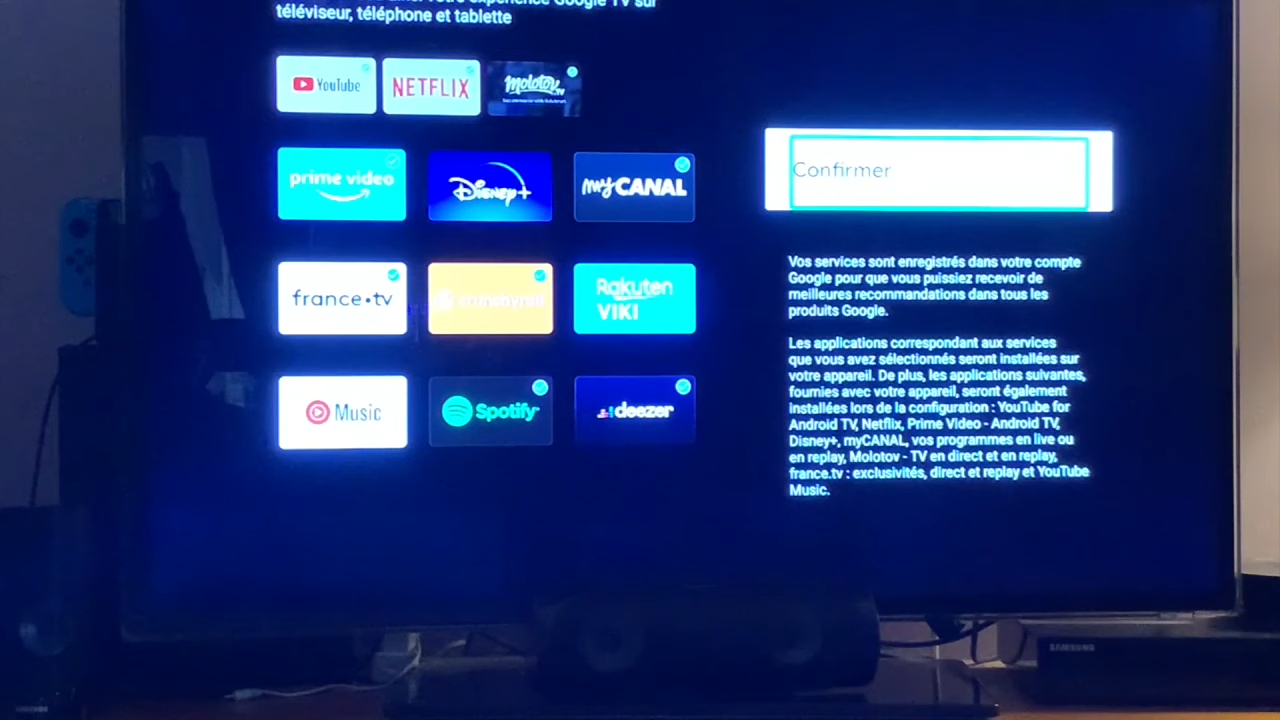 téléviseur, téléphone et tablette
YouTube
NETFLIX
molotov.tv
prime video
Disney+
myCANAL
france•tv
crunchyroll
Rakuten
VIKI
Music
Spotify
deezer
Confirmer
Vos services sont enregistrés dans votre compte
Google pour que vous puissiez recevoir de
meilleures recommandations dans tous les
produits Google.
Les applications correspondant aux services
que vous avez sélectionnés seront installées sur
votre appareil. De plus, les applications suivantes,
fournies avec votre appareil, seront également
installées lors de la configuration : YouTube for
Android TV, Netflix, Prime Video - Android TV,
Disney+, myCANAL, vos programmes en live ou
en replay, Molotov - TV en direct et en replay,
france.tv : exclusivités, direct et replay et YouTube
Music.
SAMSUNG